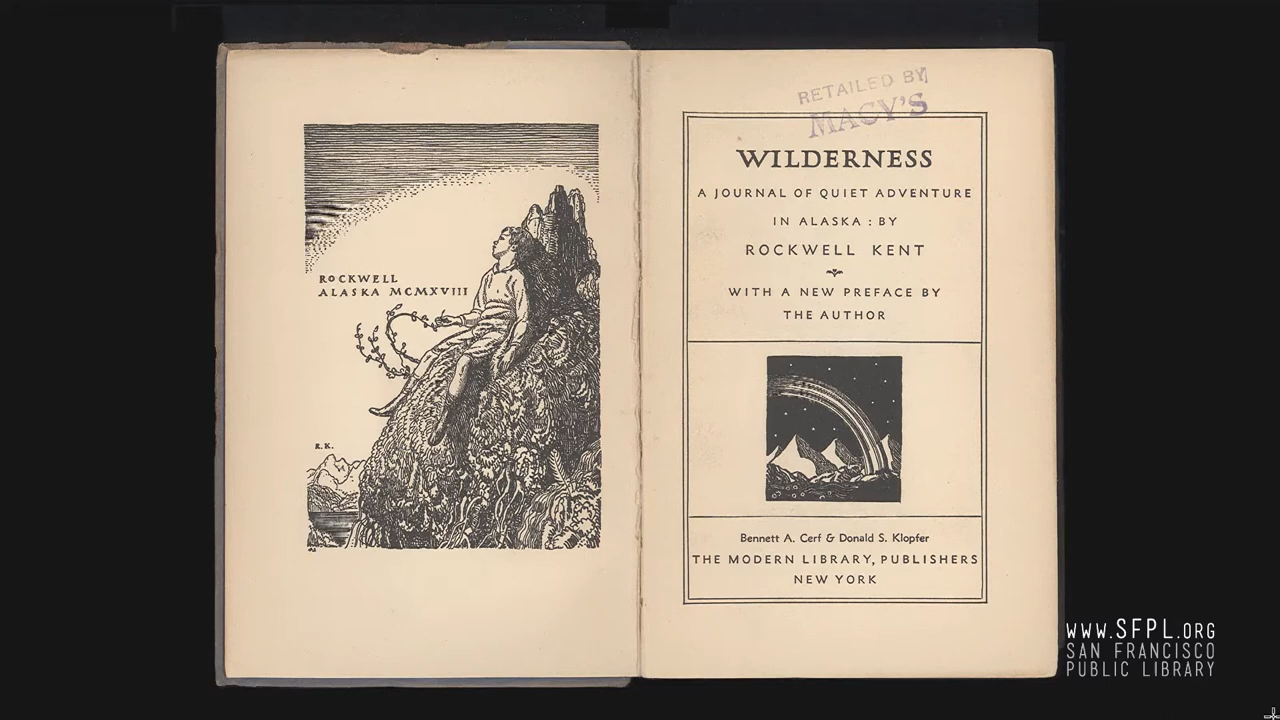 ROCKWELL
ALASKA MCMXVIII
R.K.
RETAILED BY
MACY'S
WILDERNESS
A JOURNAL OF QUIET ADVENTURE
IN ALASKA : BY
ROCKWELL KENT
WITH A NEW PREFACE BY
THE AUTHOR
Bennett A. Cerf & Donald S. Klopfer
THE MODERN LIBRARY, PUBLISHERS
NEW YORK
WWW.SFPL.ORG
SAN FRANCISCO
PUBLIC LIBRARY